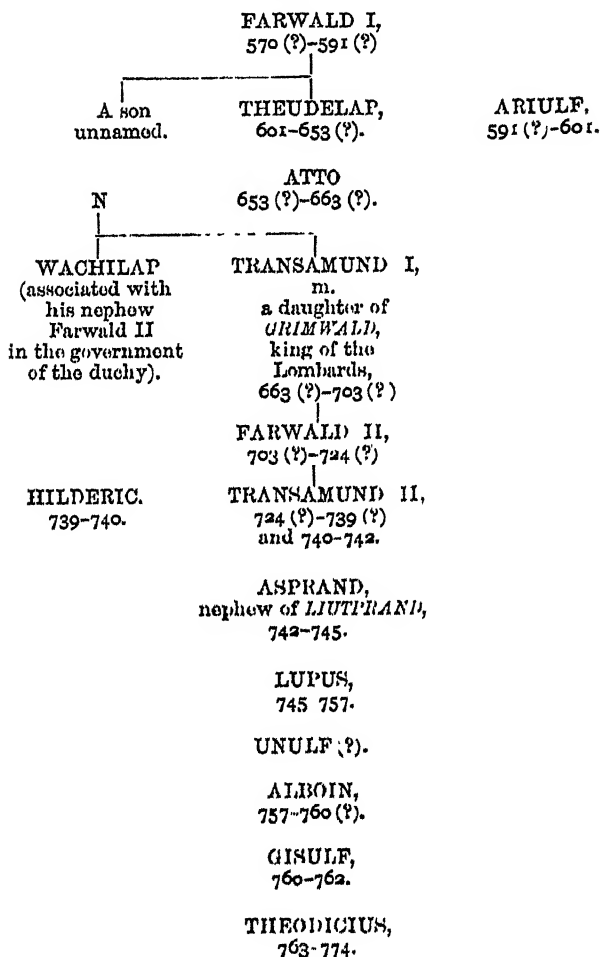 FARWALD I,
570 (?)-591 (?)
A son
unnamed.
THEUDELAP,
601-653 (?).
ARIULF,
591 (?)-601.
ATTO
653 (?)-663 (?).
N
WACHILAP
(associated with
his nephew
Farwald II
in the government
of the duchy).
TRANSAMUND I,
m.
a daughter of
GRIMWALD,
king of the
Lombards,
663 (?)-703 (?)
FARWALD II,
703 (?)-724 (?)
HILDERIC.
739-740.
TRANSAMUND II,
724 (?)-739 (?)
and 740-742.
ASPRAND,
nephew of LIUTPRAND,
742-745.
LUPUS,
745 757.
UNULF (?).
ALBOIN,
757-760 (?).
GISULF,
760-762.
THEODICIUS,
763-774.